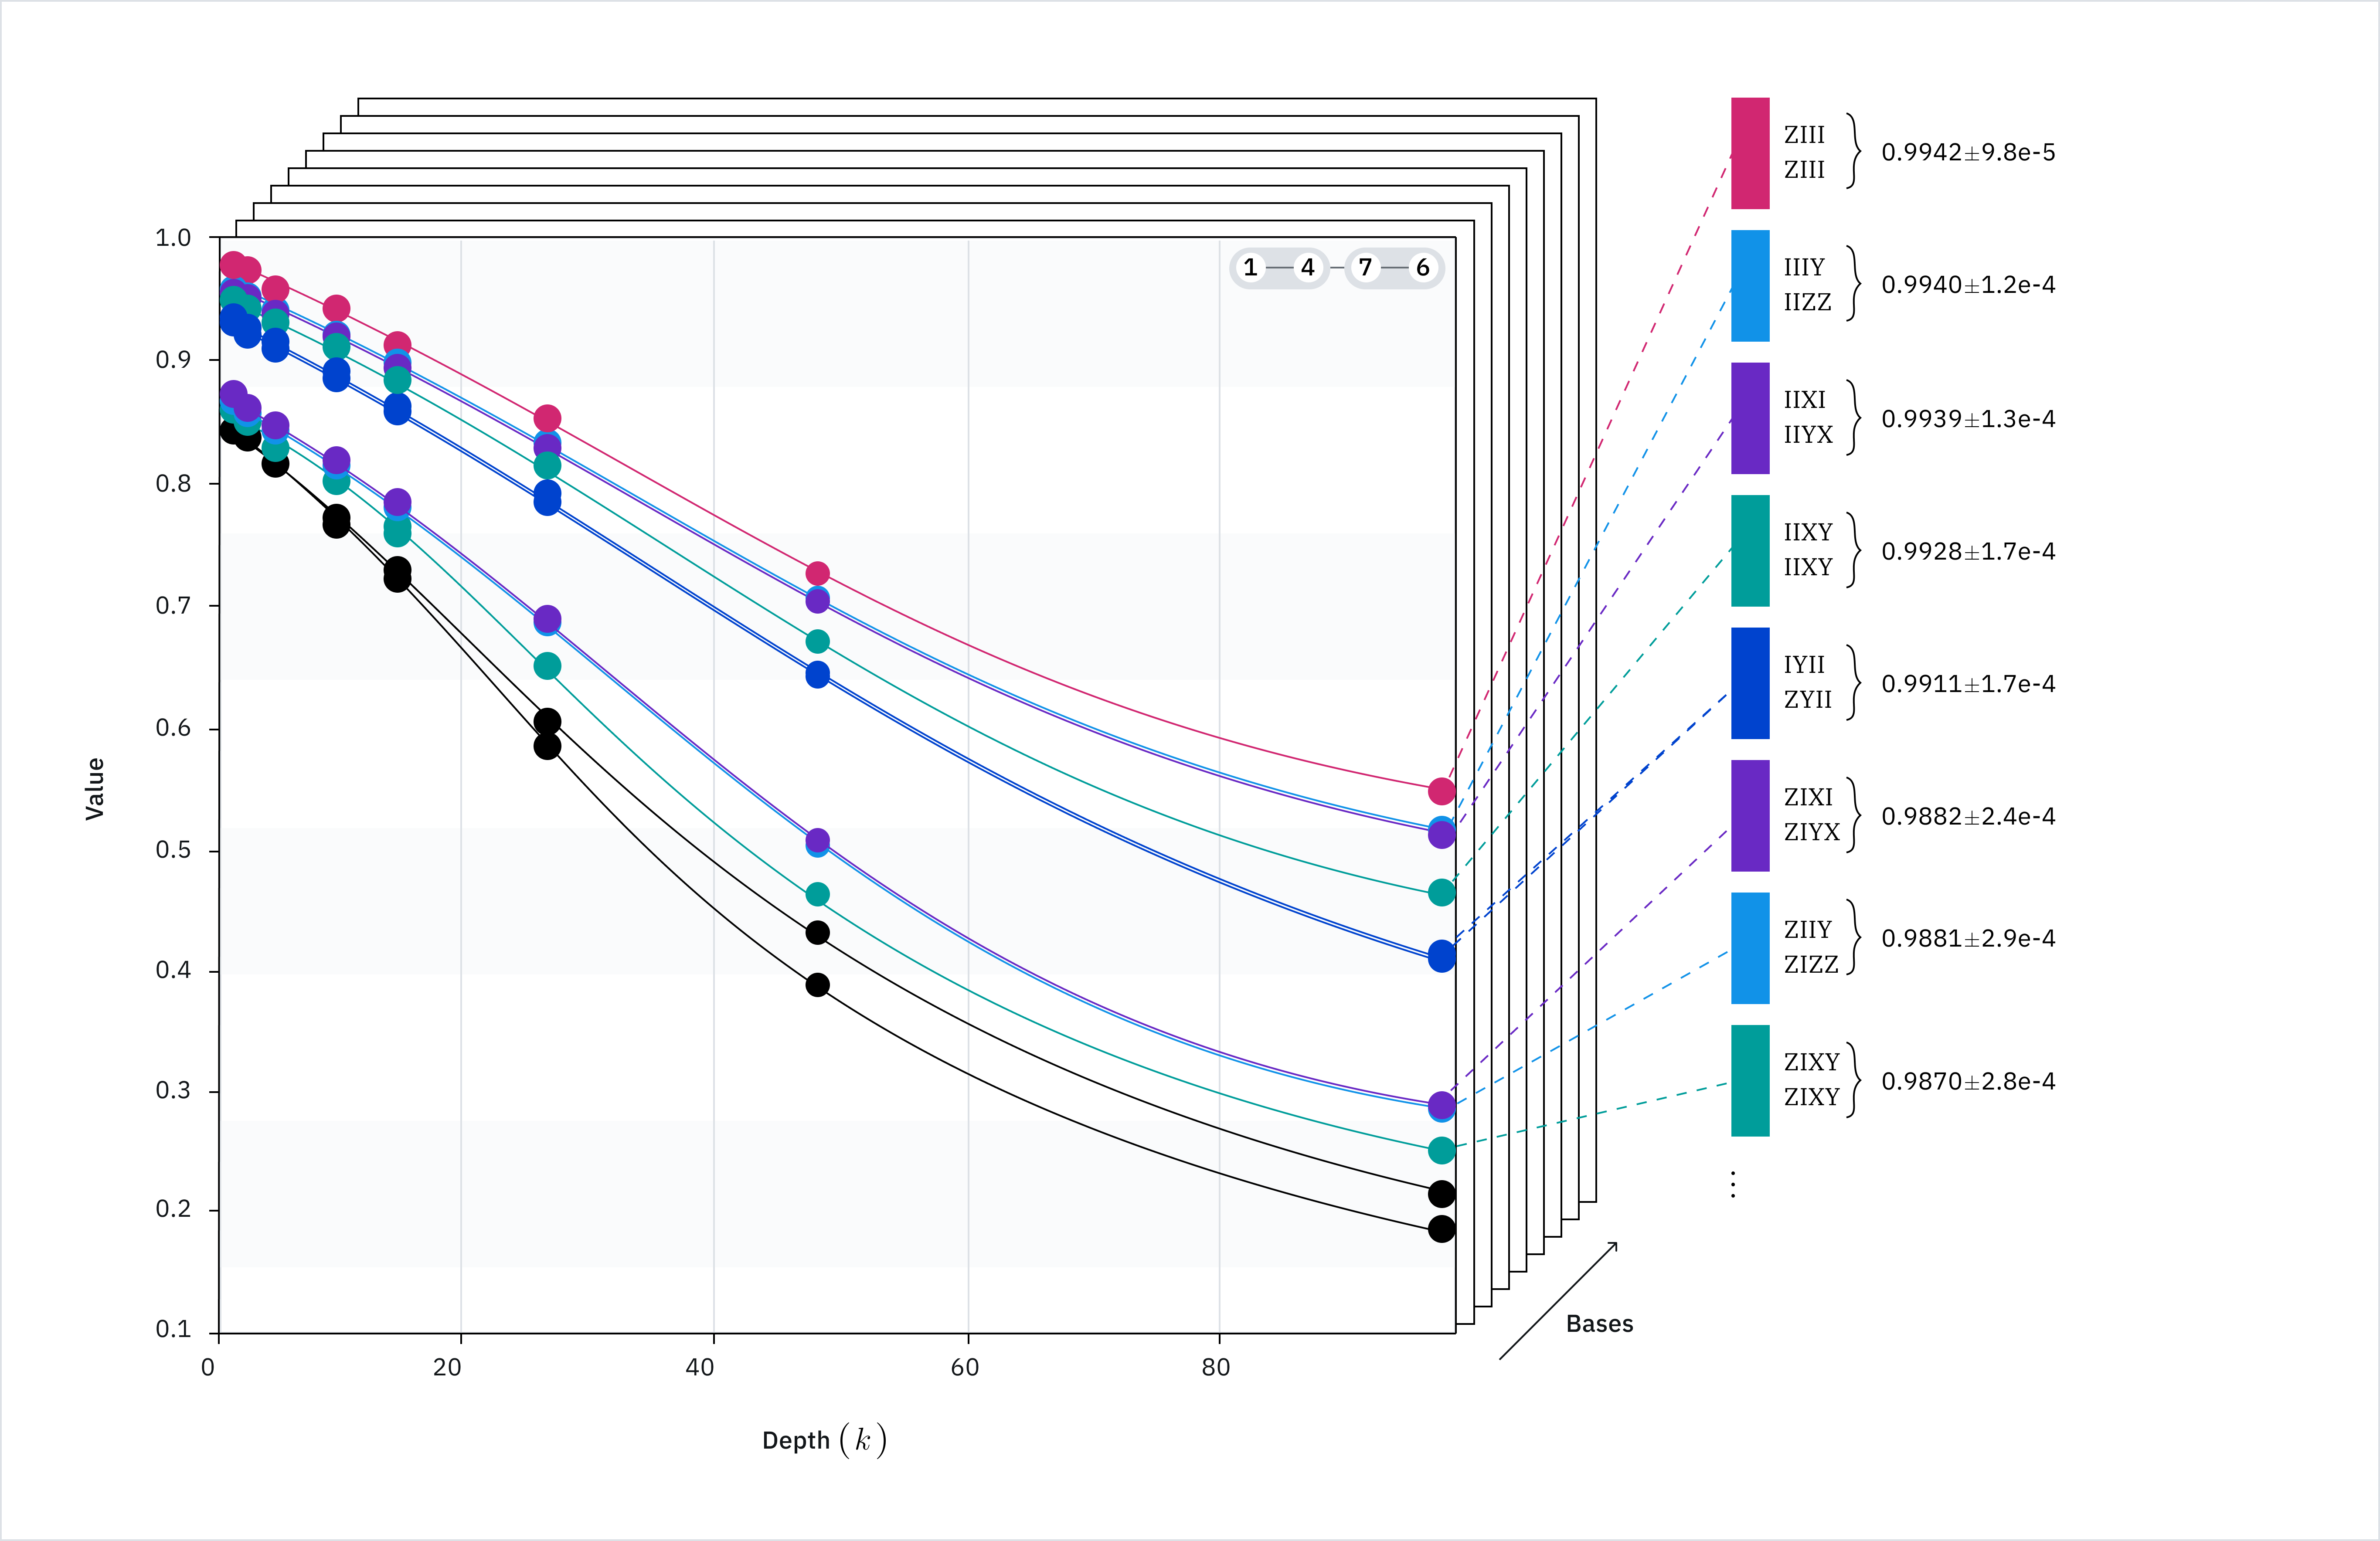 1.0
0.9
0.8
0.7
0.6
0.5
0.4
0.3
0.2
0.1
Value
0
20
40
60
80
Depth (k)
1 4 7 6
Bases
ZIII
ZIII
0.9942±9.8e-5
IIIY
IIZZ
0.9940±1.2e-4
IIXI
IIYX
0.9939±1.3e-4
IIXY
IIXY
0.9928±1.7e-4
IYII
ZYII
0.9911±1.7e-4
ZIXI
ZIYX
0.9882±2.4e-4
ZIIY
ZIZZ
0.9881±2.9e-4
ZIXY
ZIXY
0.9870±2.8e-4
⋮